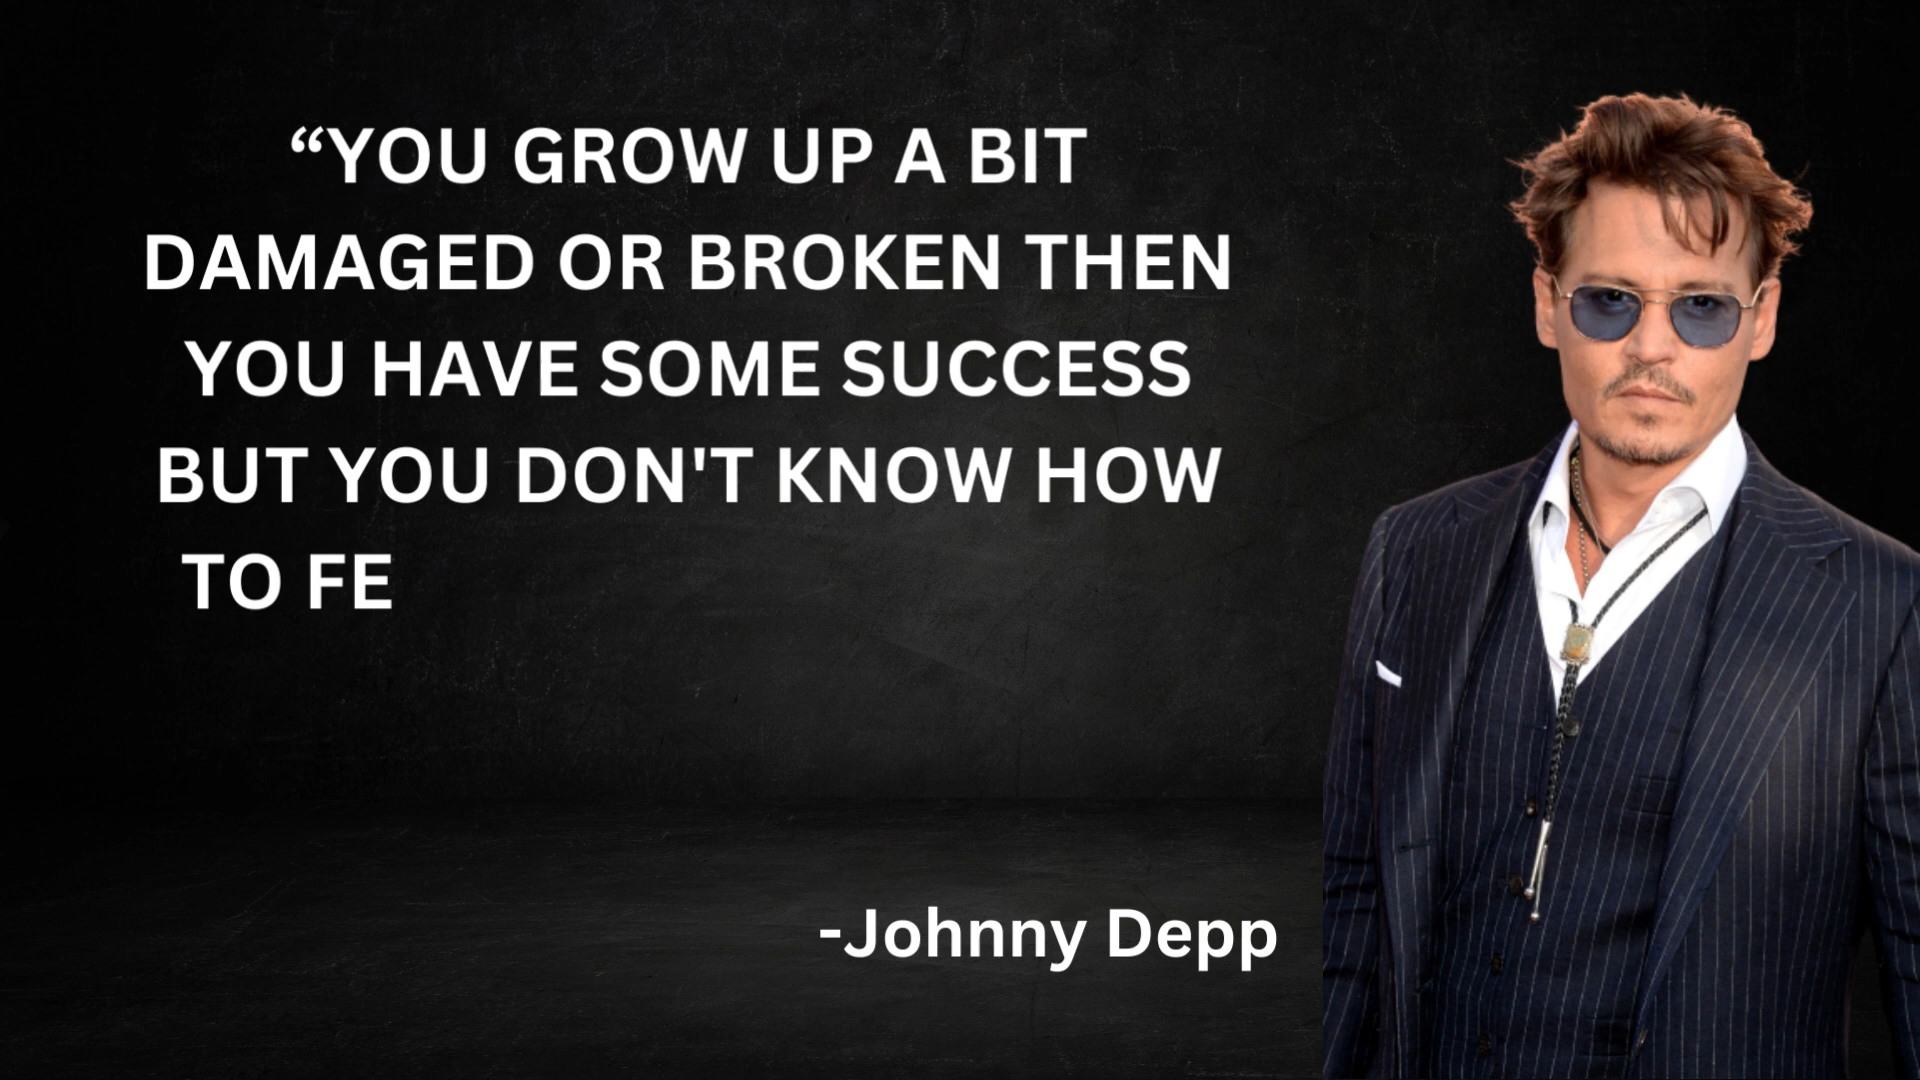 “YOU GROW UP A BIT
DAMAGED OR BROKEN THEN
YOU HAVE SOME SUCCESS
BUT YOU DON'T KNOW HOW
TO FE
-Johnny Depp